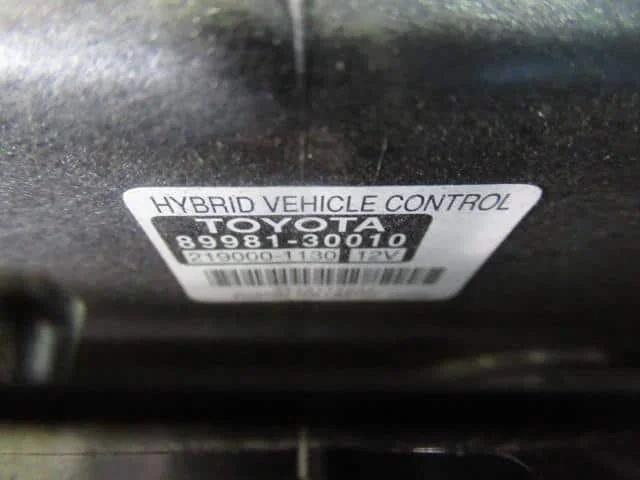 HYBRID VEHICLE CONTROL
TOYOTA
89981-30010
219000-1130 12V